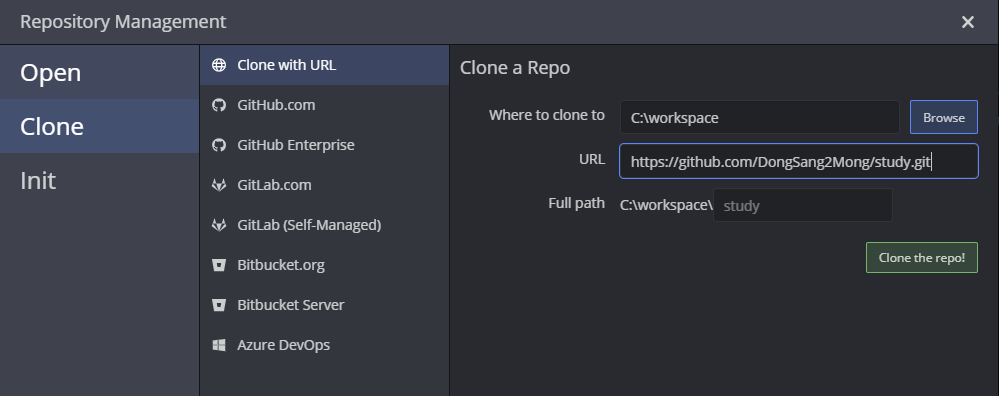 Repository Management
Open
Clone
Init
Clone with URL
GitHub.com
GitHub Enterprise
GitLab.com
GitLab (Self-Managed)
Bitbucket.org
Bitbucket Server
Azure DevOps
Clone a Repo
Where to clone to C:\workspace Browse
URL https://github.com/DongSang2Mong/study.git
Full path C:\workspace\ study
Clone the repo!